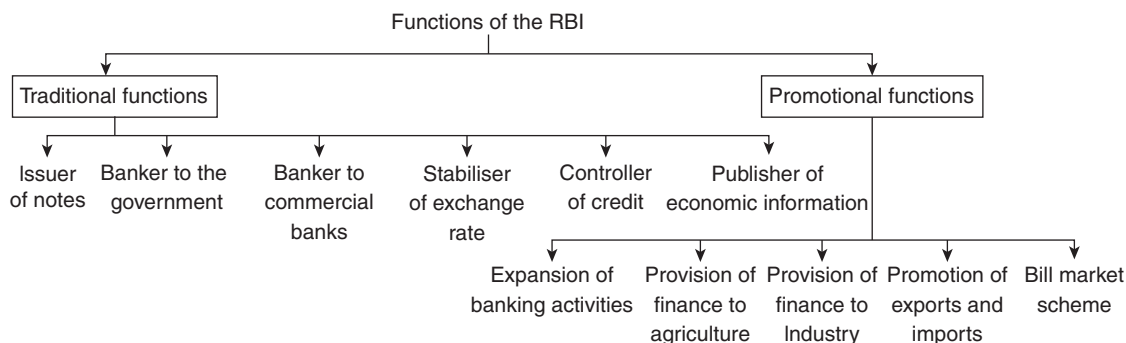 Functions of the RBI
Traditional functions
Promotional functions
Issuer
of notes
Banker to the
government
Banker to
commercial
banks
Stabiliser
of exchange
rate
Controller
of credit
Publisher of
economic information
Expansion of
banking activities
Provision of
finance to
agriculture
Provision of
finance to
Industry
Promotion of
exports and
imports
Bill market
scheme